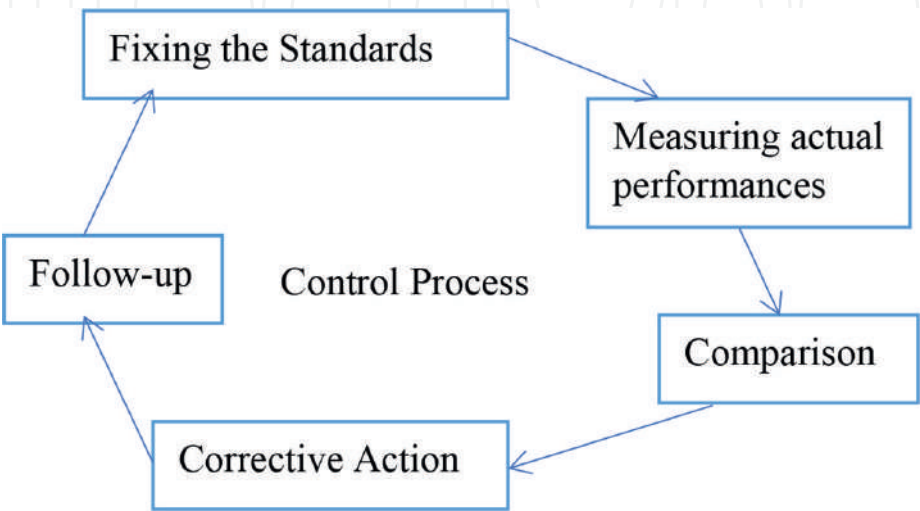 Fixing the Standards
Measuring actual
performances
Follow-up
Control Process
Comparison
Corrective Action